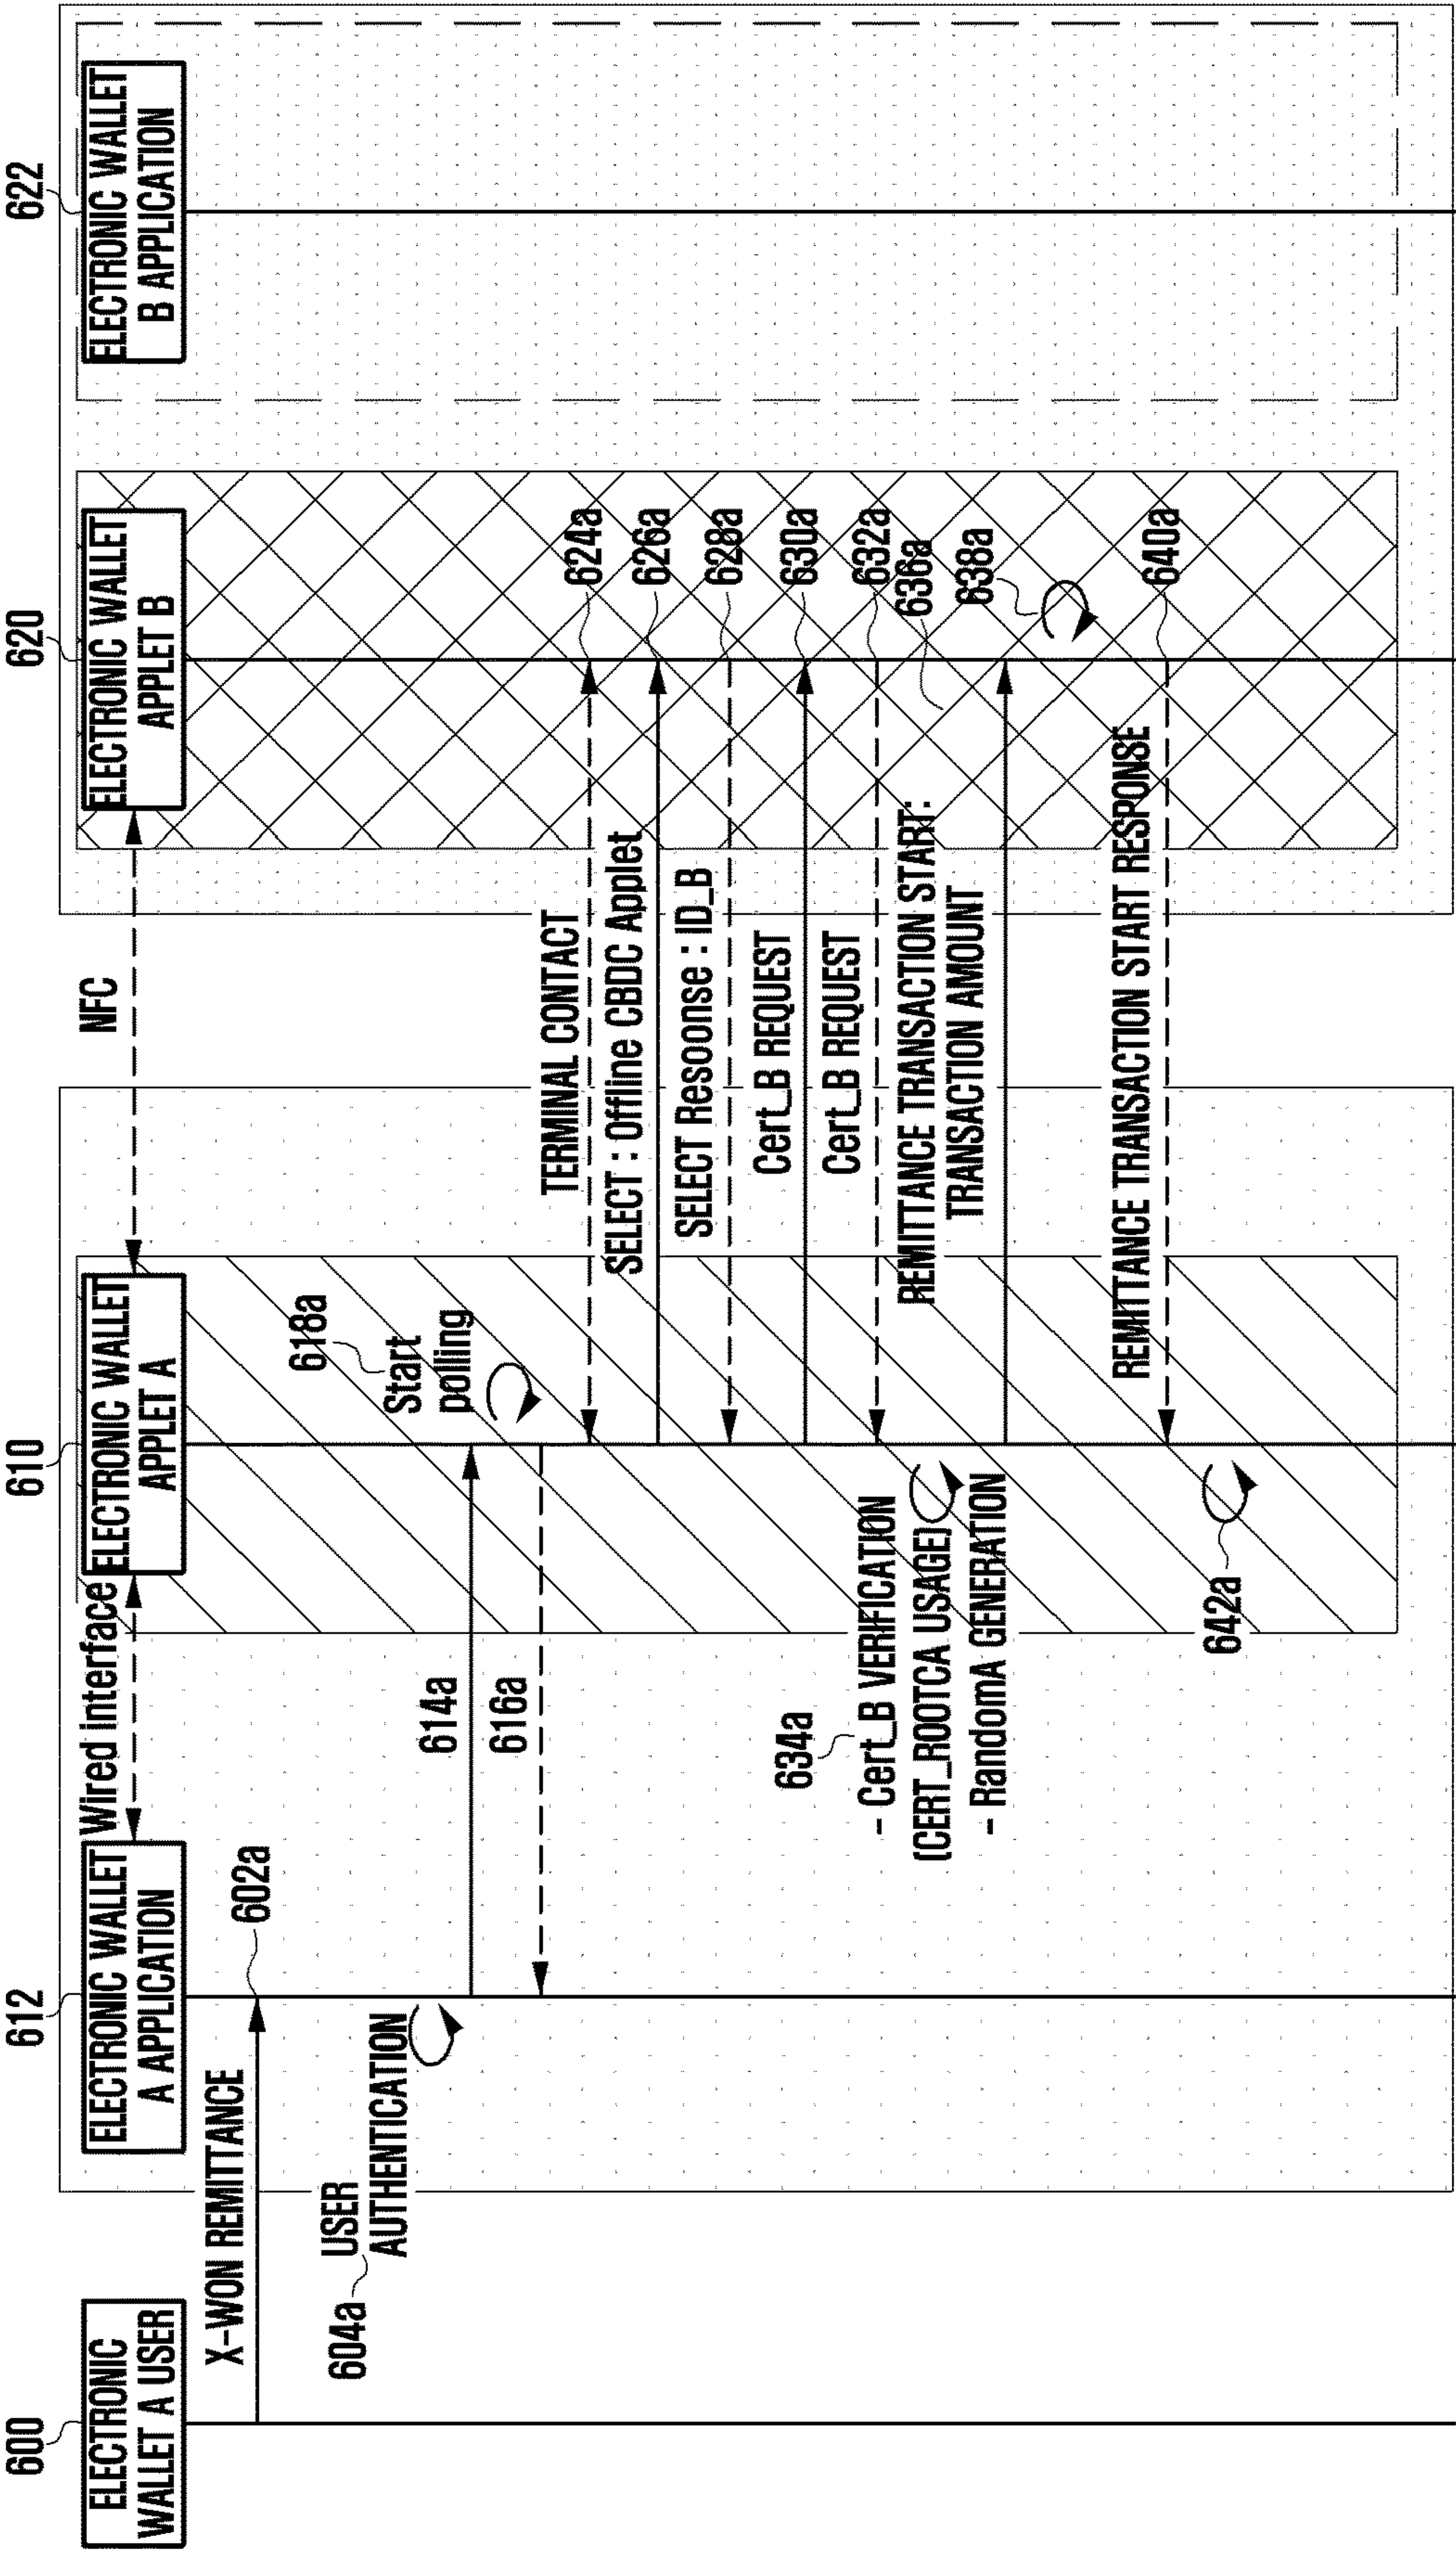 600
ELECTRONIC
WALLET A USER
612
ELECTRONIC WALLET
A APPLICATION
Wired interface
610
ELECTRONIC WALLET
APPLET A
NFC
620
ELECTRONIC WALLET
APPLET B
622
ELECTRONIC WALLET
B APPLICATION
X-WON REMITTANCE
602a
604a
USER
AUTHENTICATION
614a
616a
618a
Start
polling
TERMINAL CONTACT
624a
SELECT : Offline CBDC Applet
626a
SELECT Resoonse : ID_B
628a
Cert_B REQUEST
630a
Cert_B REQUEST
632a
634a
- Cert_B VERIFICATION
(CERT_ROOTCA USAGE)
- RandomA GENERATION
REMITTANCE TRANSACTION START:
TRANSACTION AMOUNT
636a
638a
REMITTANCE TRANSACTION START RESPONSE
640a
642a